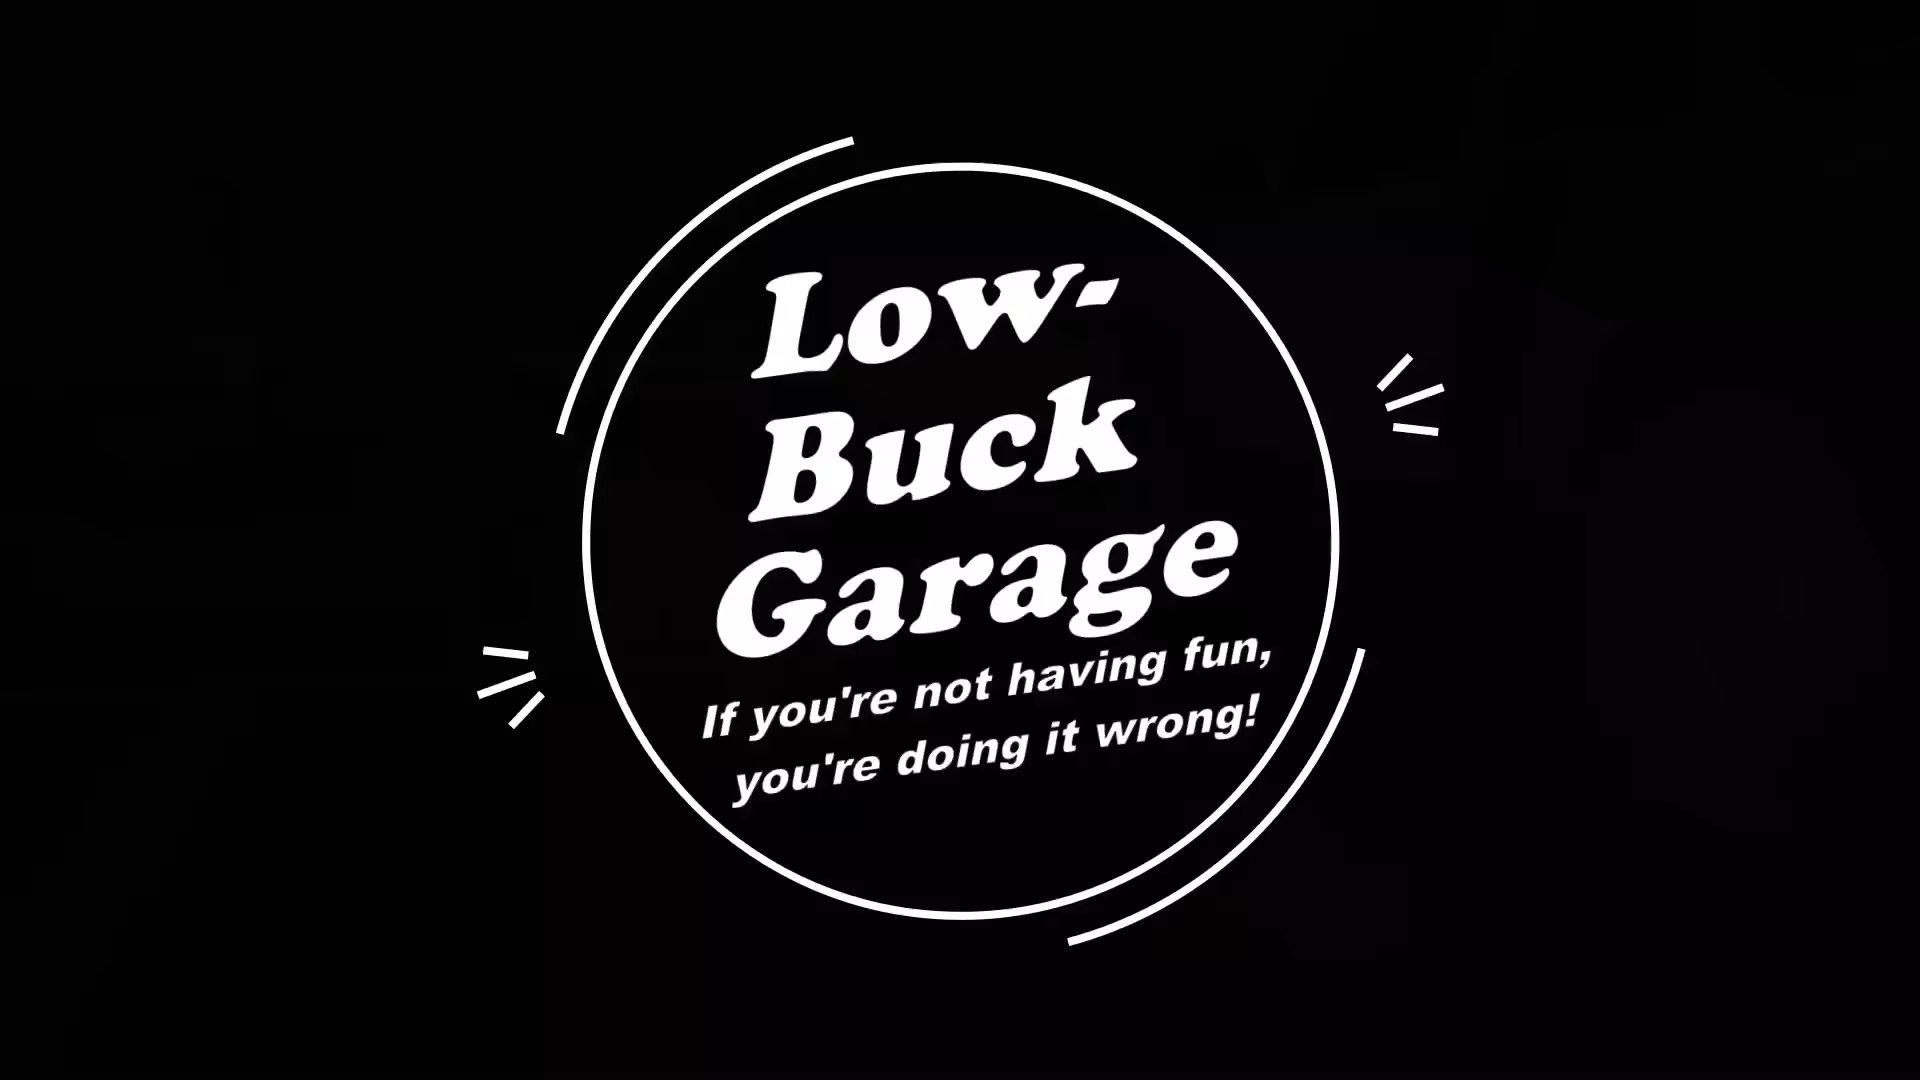 Low-
Buck
Garage
If you're not having fun,
you're doing it wrong!